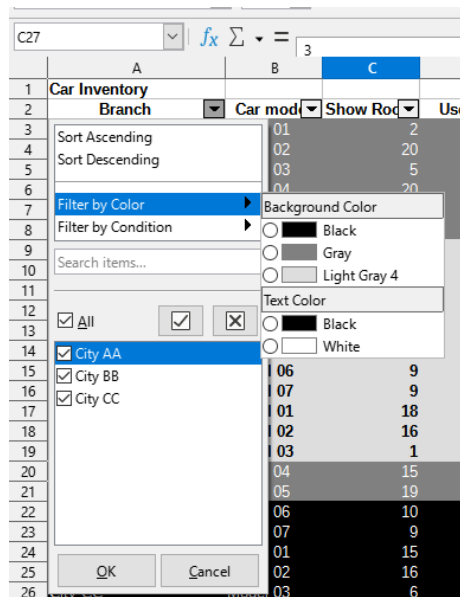 C27 fx Σ = 3
A B C
1 Car Inventory
2 Branch Car mod Show Roo Us
3 01 2
Sort Ascending
4 02 20
Sort Descending
5 03 5
6 04 20
7 Filter by Color Background Color
8 Filter by Condition Black
9 Gray
10 Search items... Light Gray 4
11 Text Color
12 All Black
13
White
14 City AA
15 City BB 06 9
16 City CC 07 9
17 01 18
18 02 16
19 03 1
20 04 15
21 05 19
22 06 10
23 07 9
24 01 15
25 OK Cancel 02 16
26 03 6